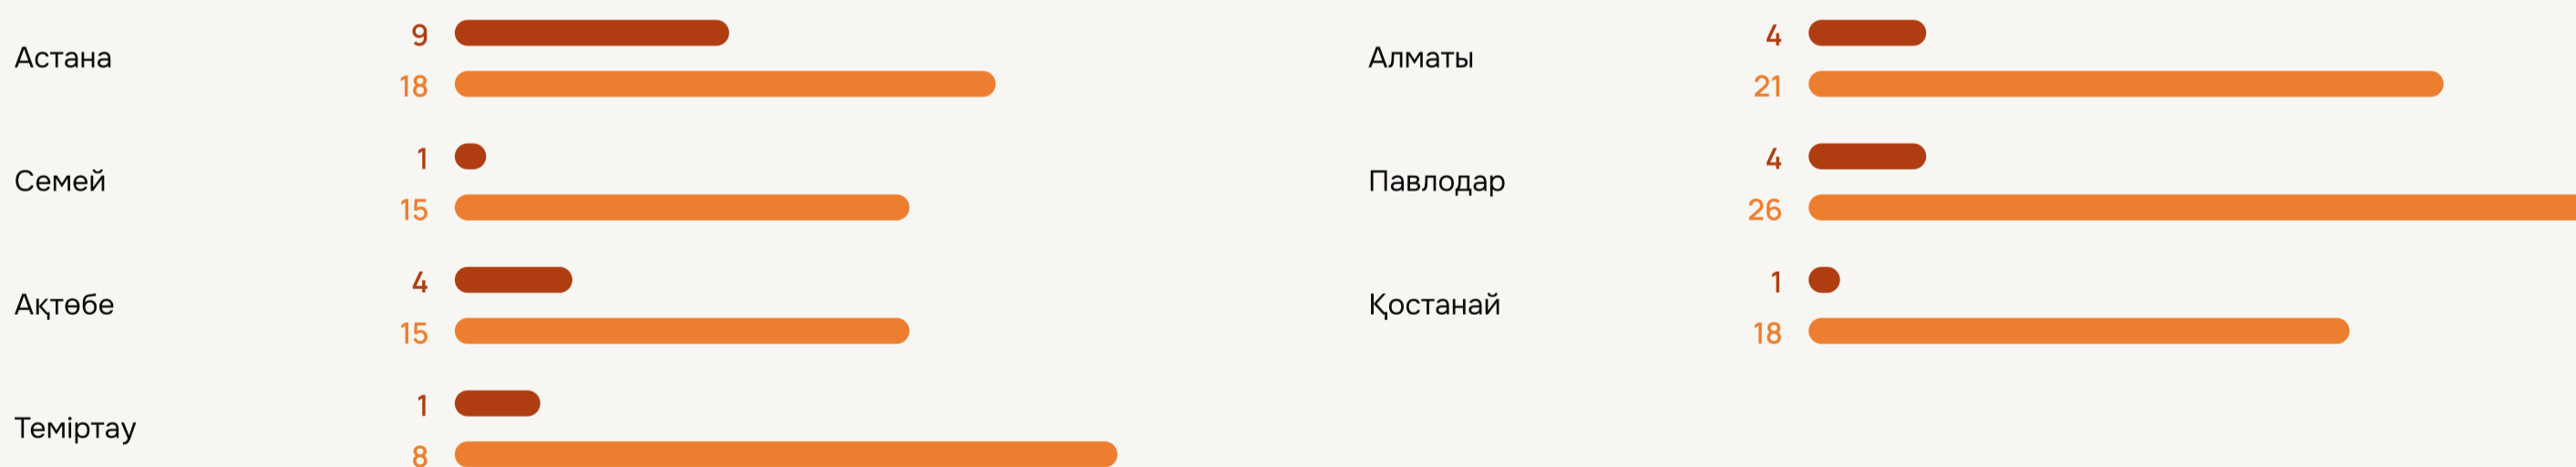 Астана
9
18
Семей
1
15
Ақтөбе
4
15
Теміртау
1
8
Алматы
4
21
Павлодар
4
26
Қостанай
1
18